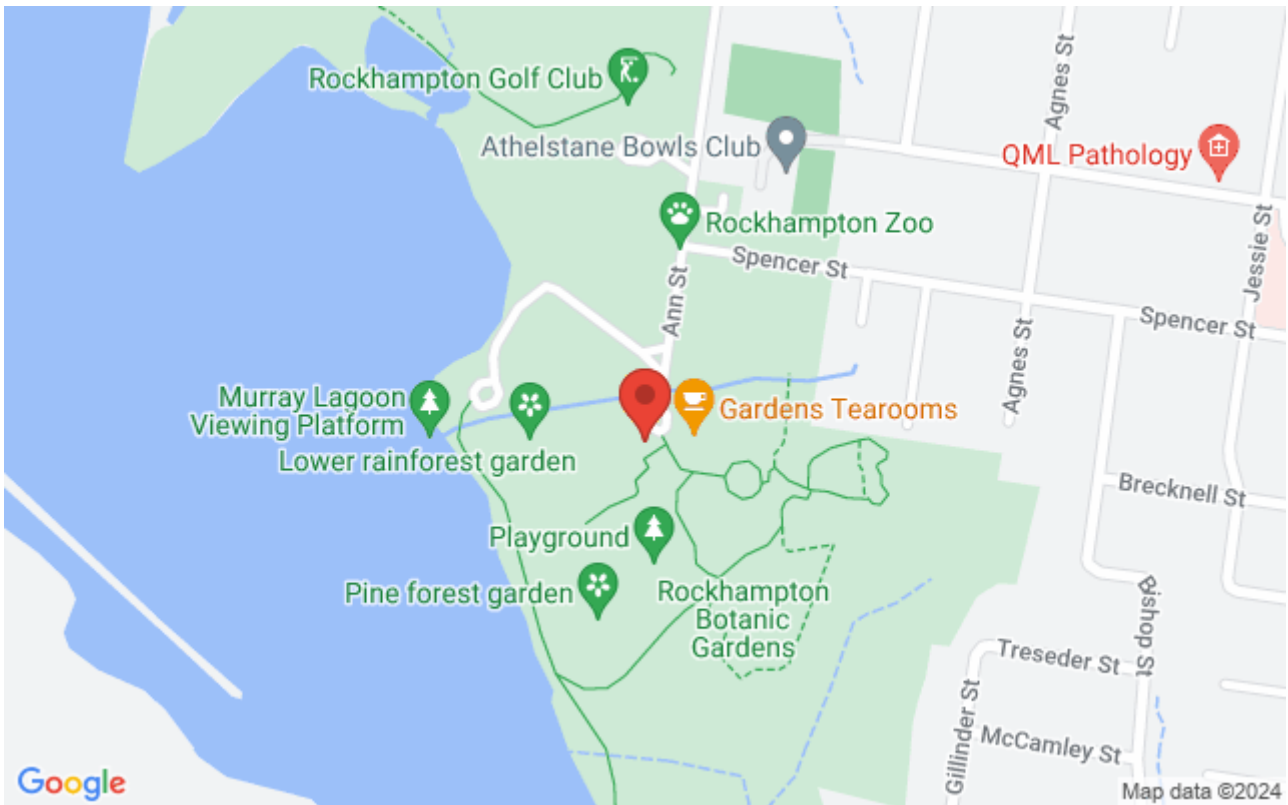 Rockhampton Golf Club
Agnes St
Athelstane Bowls Club
QML Pathology
Rockhampton Zoo
Jessie St
Spencer St
Ann St
Spencer St
Agnes St
Murray Lagoon
Viewing Platform
Gardens Tearooms
Lower rainforest garden
Brecknell St
Playground
Pine forest garden
Rockhampton
Botanic
Gardens
Bishop St
Treseder St
Gillinder St
McCamley St
Google
Map data ©2024